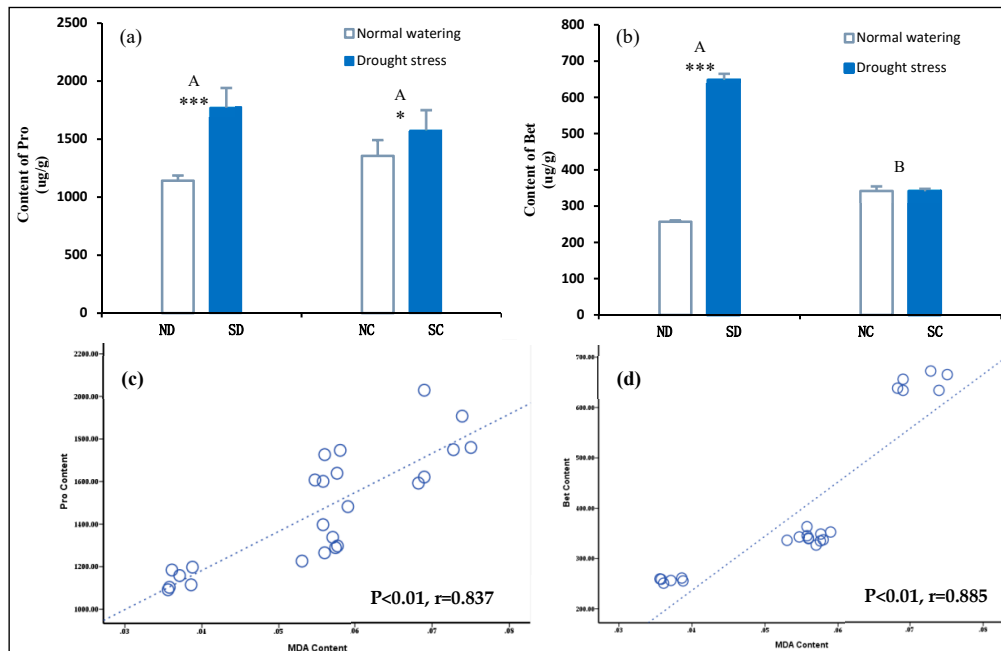 (a)
Normal watering
Drought stress
Content of Pro
(ug/g)
2500
2000
1500
1000
500
0
A
***
A
*
ND
SD
NC
SC
(b)
Normal watering
Drought stress
Content of Bet
(ug/g)
800
700
600
500
400
300
200
100
0
A
***
B
ND
SD
NC
SC
(c)
Pro Content
2200.00
2000.00
1800.00
1600.00
1400.00
1200.00
1000.00
P<0.01, r=0.837
.03
.04
.05
.06
.07
.09
MDA Content
(d)
Bet Content
700.00
600.00
500.00
400.00
300.00
200.00
100.00
P<0.01, r=0.885
.03
.04
.05
.06
.07
.09
MDA Content